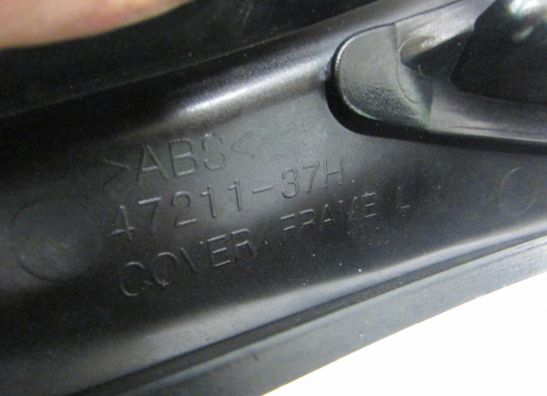 >ABS<
47211-37H
COVER, FRAME L